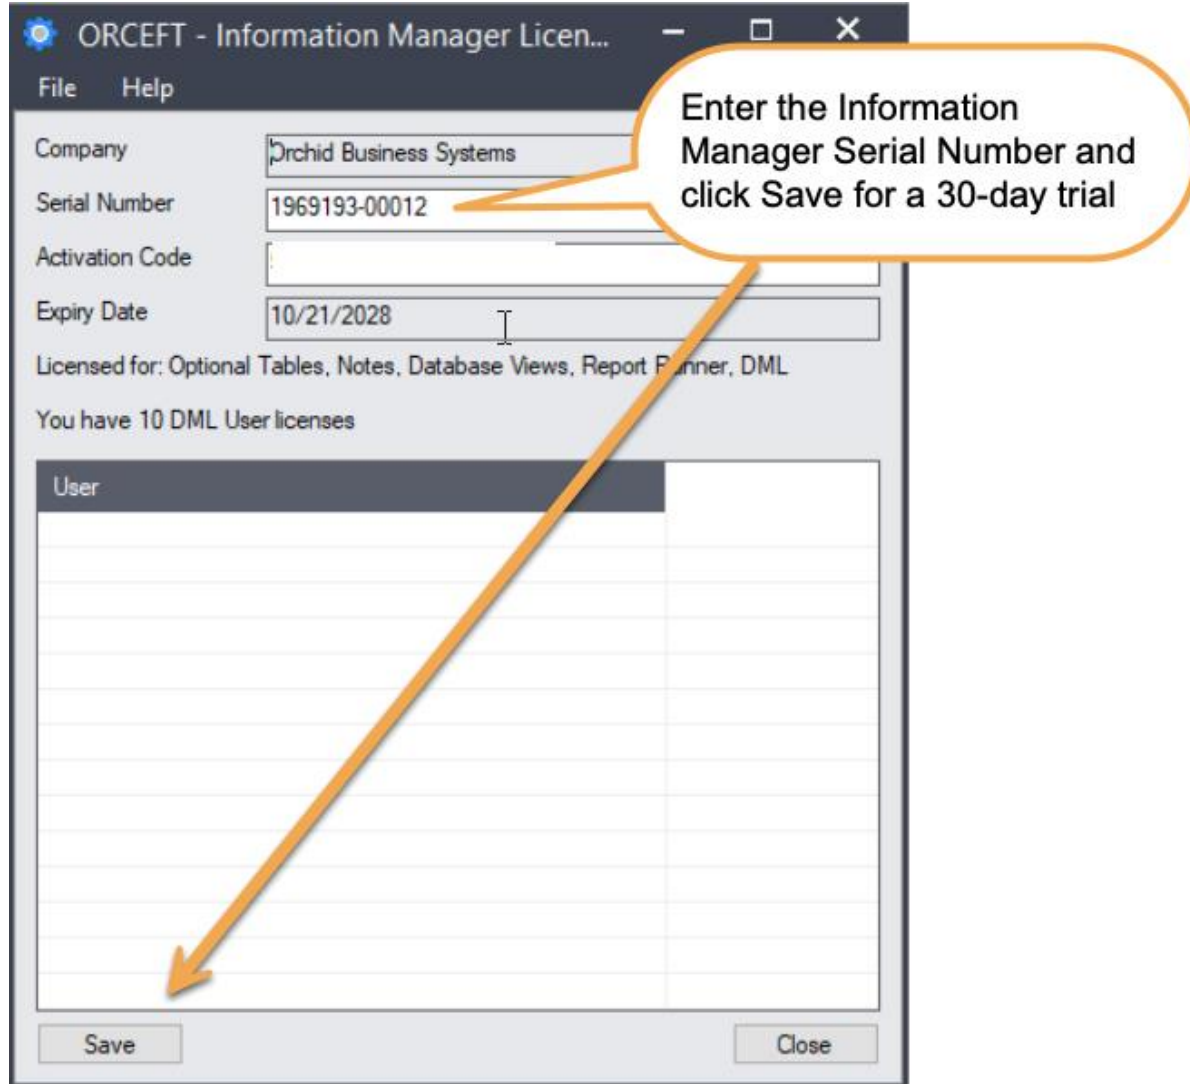 ORCEFT - Information Manager Licen...
File Help
Enter the Information
Manager Serial Number and
click Save for a 30-day trial
Company Orchid Business Systems
Serial Number 1969193-00012
Activation Code
Expiry Date 10/21/2028
Licensed for: Optional Tables, Notes, Database Views, Report Runner, DML
You have 10 DML User licenses
User
Save Close